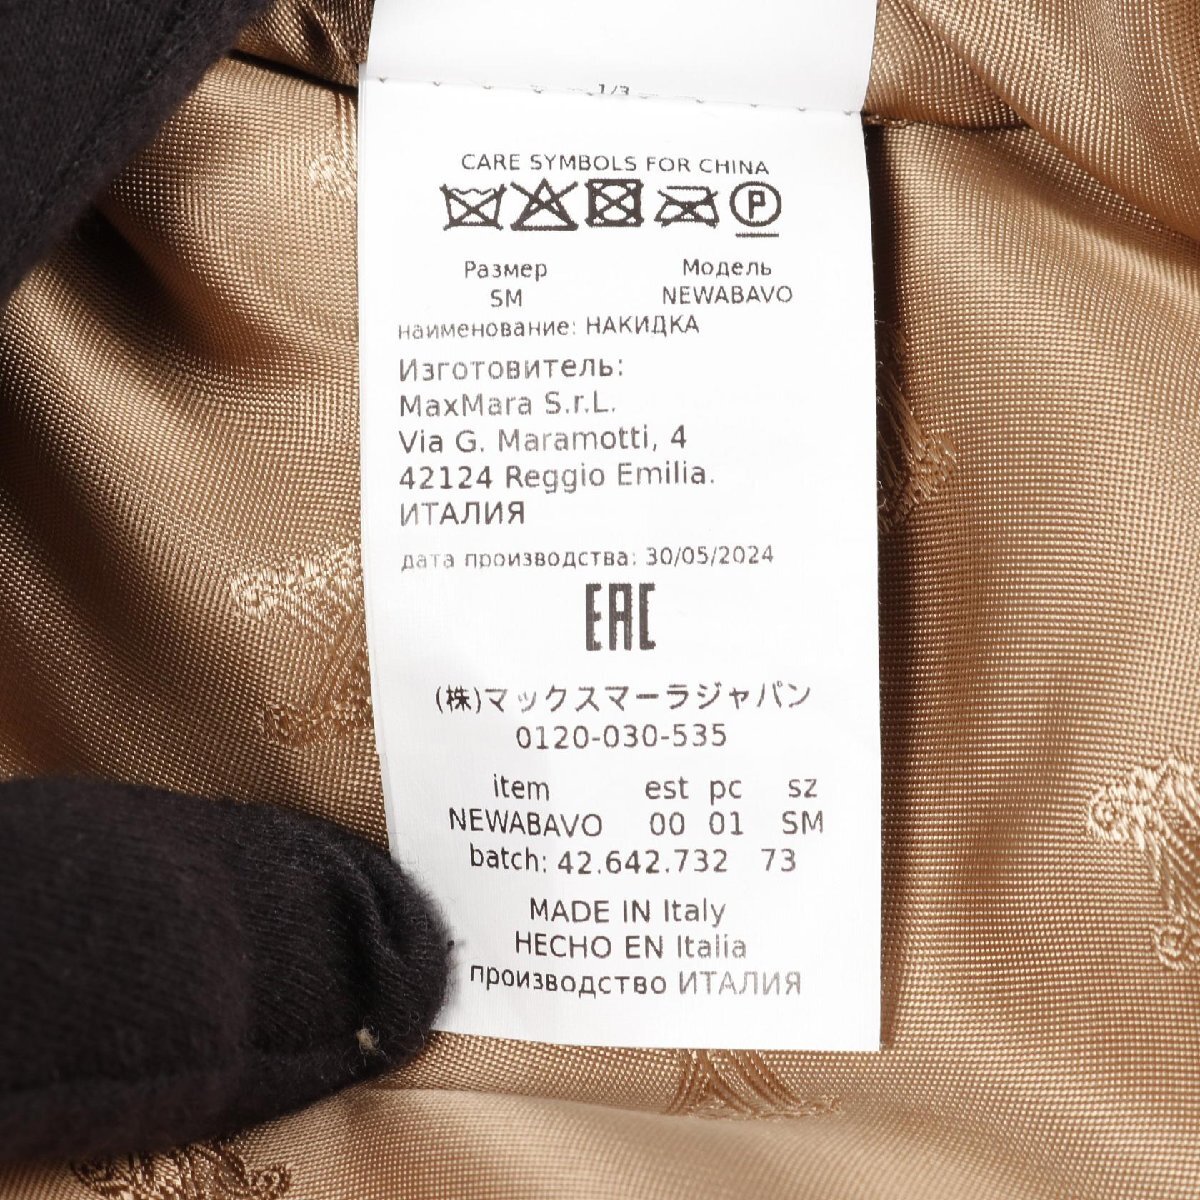 1/3
CARE SYMBOLS FOR CHINA
P
Размер Модель
SM NEWABAVO
наименование: НАКИДКА
Изготовитель:
MaxMara S.r.L.
Via G. Maramotti, 4
42124 Reggio Emilia.
ИТАЛИЯ
дата производства: 30/05/2024
EAC
(株)マックスマーラジャパン
0120-030-535
item est pc sz
NEWABAVO 00 01 SM
batch: 42.642.732 73
MADE IN Italy
HECHO EN Italia
производство ИТАЛИЯ